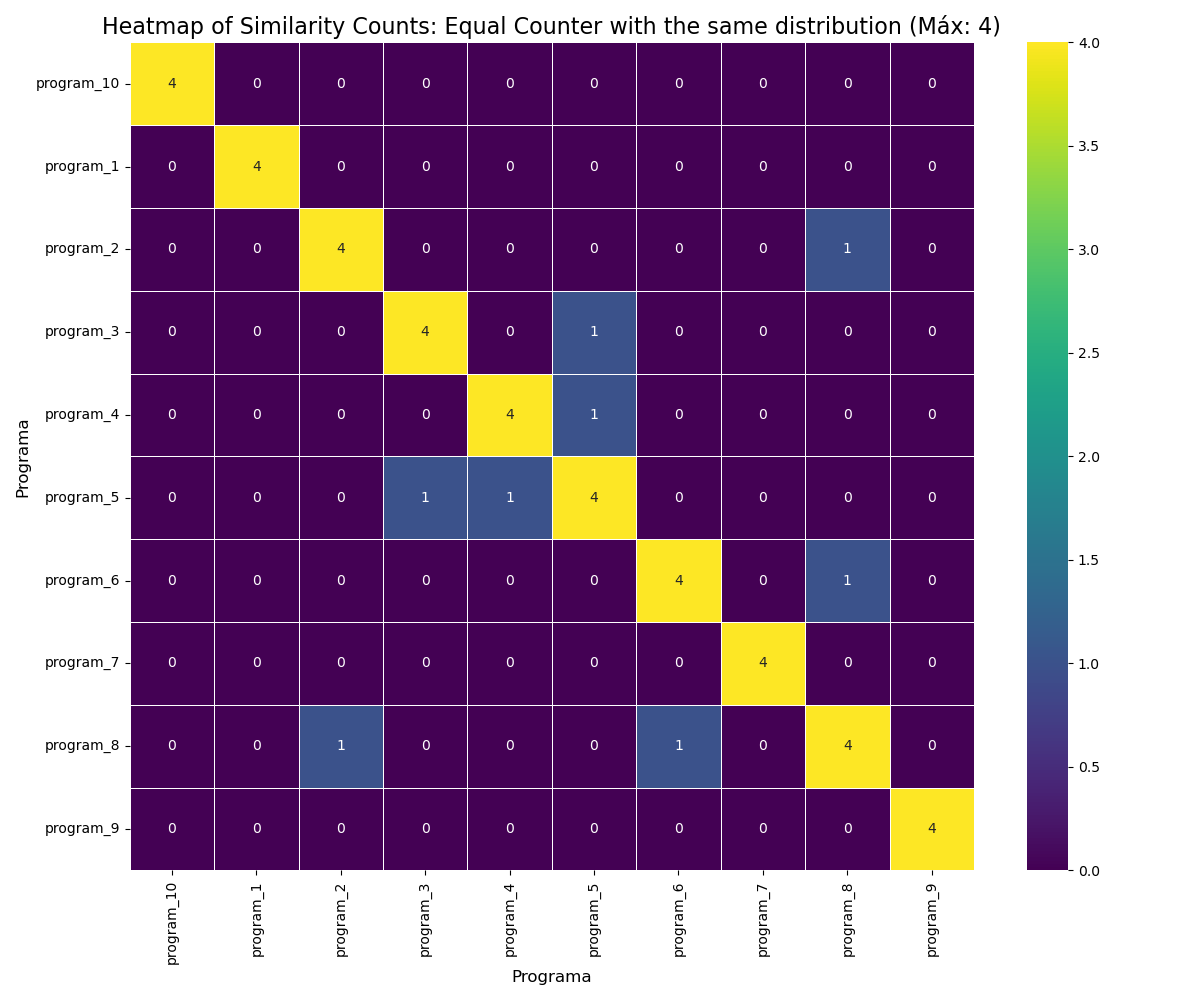 Heatmap of Similarity Counts: Equal Counter with the same distribution (Máx: 4)
program_10 4 0 0 0 0 0 0 0 0 0
program_1 0 4 0 0 0 0 0 0 0 0
program_2 0 0 4 0 0 0 0 0 1 0
program_3 0 0 0 4 0 1 0 0 0 0
program_4 0 0 0 0 4 1 0 0 0 0
program_5 0 0 0 1 1 4 0 0 0 0
program_6 0 0 0 0 0 0 4 0 1 0
program_7 0 0 0 0 0 0 0 4 0 0
program_8 0 0 1 0 0 0 1 0 4 0
program_9 0 0 0 0 0 0 0 0 0 4
Programa
program_10 program_1 program_2 program_3 program_4 program_5 program_6 program_7 program_8 program_9
Programa
4.0
3.5
3.0
2.5
2.0
1.5
1.0
0.5
0.0